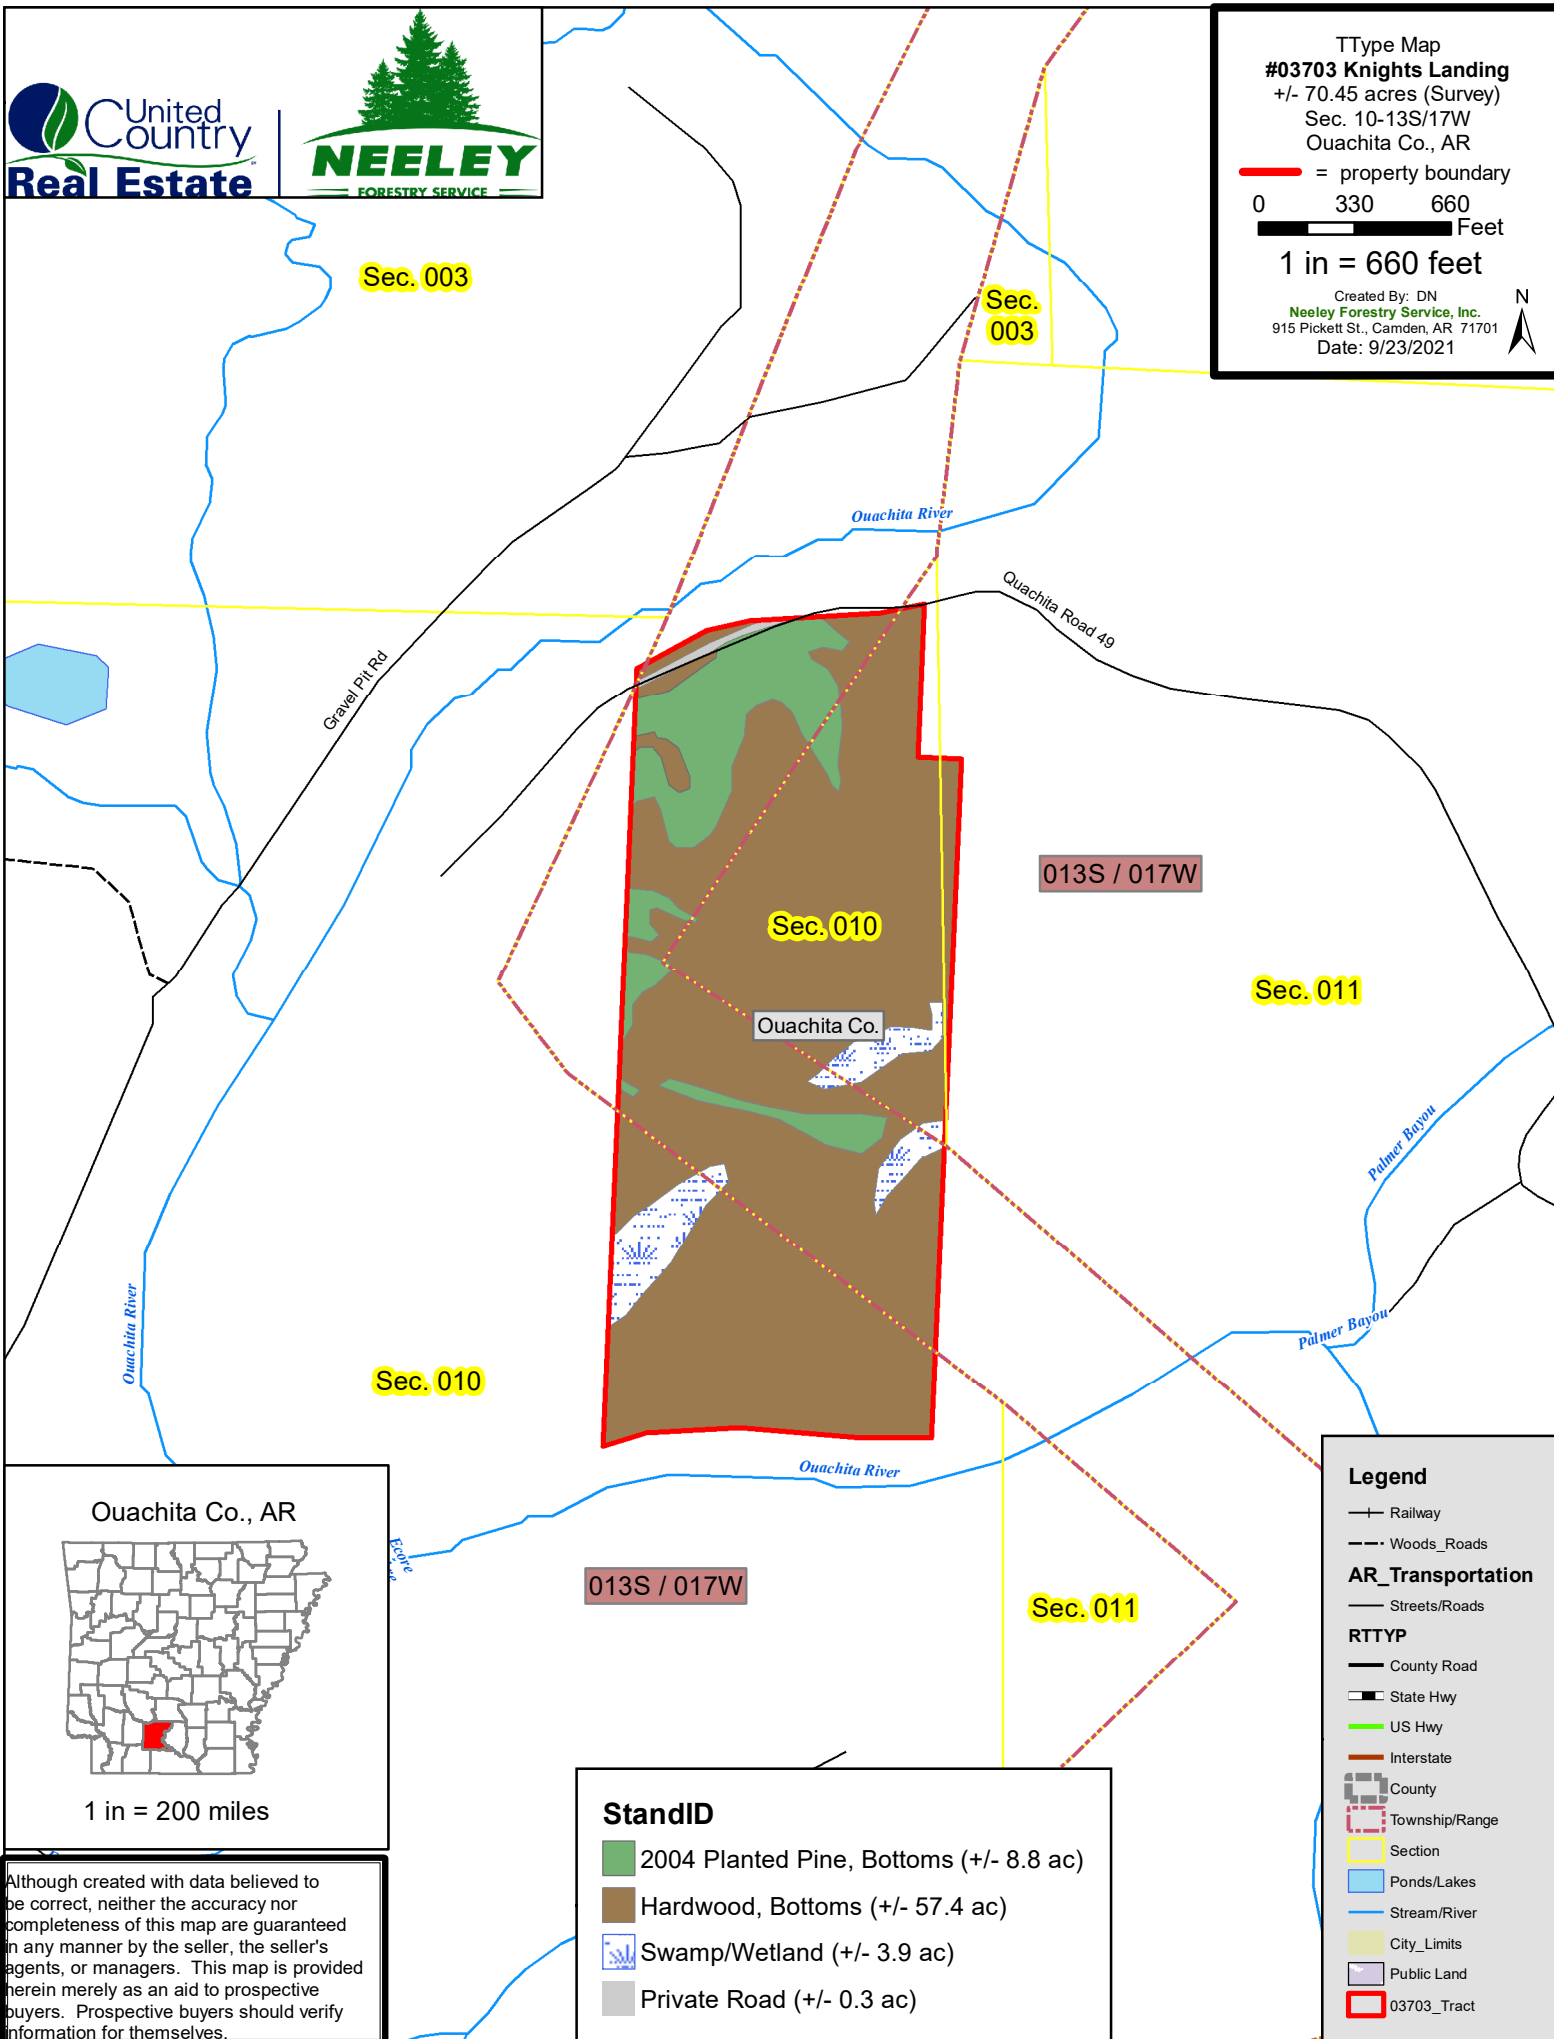 United
Country
Real Estate
NEELEY
FORESTRY SERVICE
TType Map
#03703 Knights Landing
+/- 70.45 acres (Survey)
Sec. 10-13S/17W
Ouachita Co., AR
= property boundary
0 330 660
Feet
1 in = 660 feet
Created By: DN
Neeley Forestry Service, Inc.
915 Pickett St., Camden, AR 71701
Date: 9/23/2021
N
Sec. 003
Sec.
003
Ouachita River
Quachita Road 49
Gravel Pit Rd
013S / 017W
Sec. 010
Sec. 011
Ouachita Co.
Palmer Bayou
Ouachita River
Palmer Bayou
Sec. 010
Ouachita River
Ecore
013S / 017W
Sec. 011
Ouachita Co., AR
1 in = 200 miles
Although created with data believed to
be correct, neither the accuracy nor
completeness of this map are guaranteed
in any manner by the seller, the seller's
agents, or managers. This map is provided
herein merely as an aid to prospective
buyers. Prospective buyers should verify
information for themselves.
StandID
2004 Planted Pine, Bottoms (+/- 8.8 ac)
Hardwood, Bottoms (+/- 57.4 ac)
Swamp/Wetland (+/- 3.9 ac)
Private Road (+/- 0.3 ac)
Legend
Railway
Woods_Roads
AR_Transportation
Streets/Roads
RTTYP
County Road
State Hwy
US Hwy
Interstate
County
Township/Range
Section
Ponds/Lakes
Stream/River
City_Limits
Public Land
03703_Tract